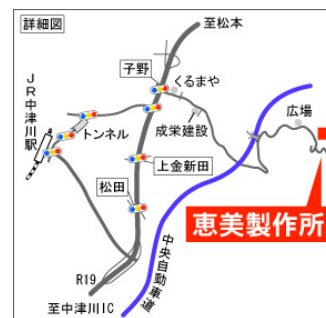 詳細図
至松本
子野
くるまや
JR中津川駅
トンネル
成栄建設
広場
上金新田
松田
恵美製作所
中央自動車道
R19
至中津川IC